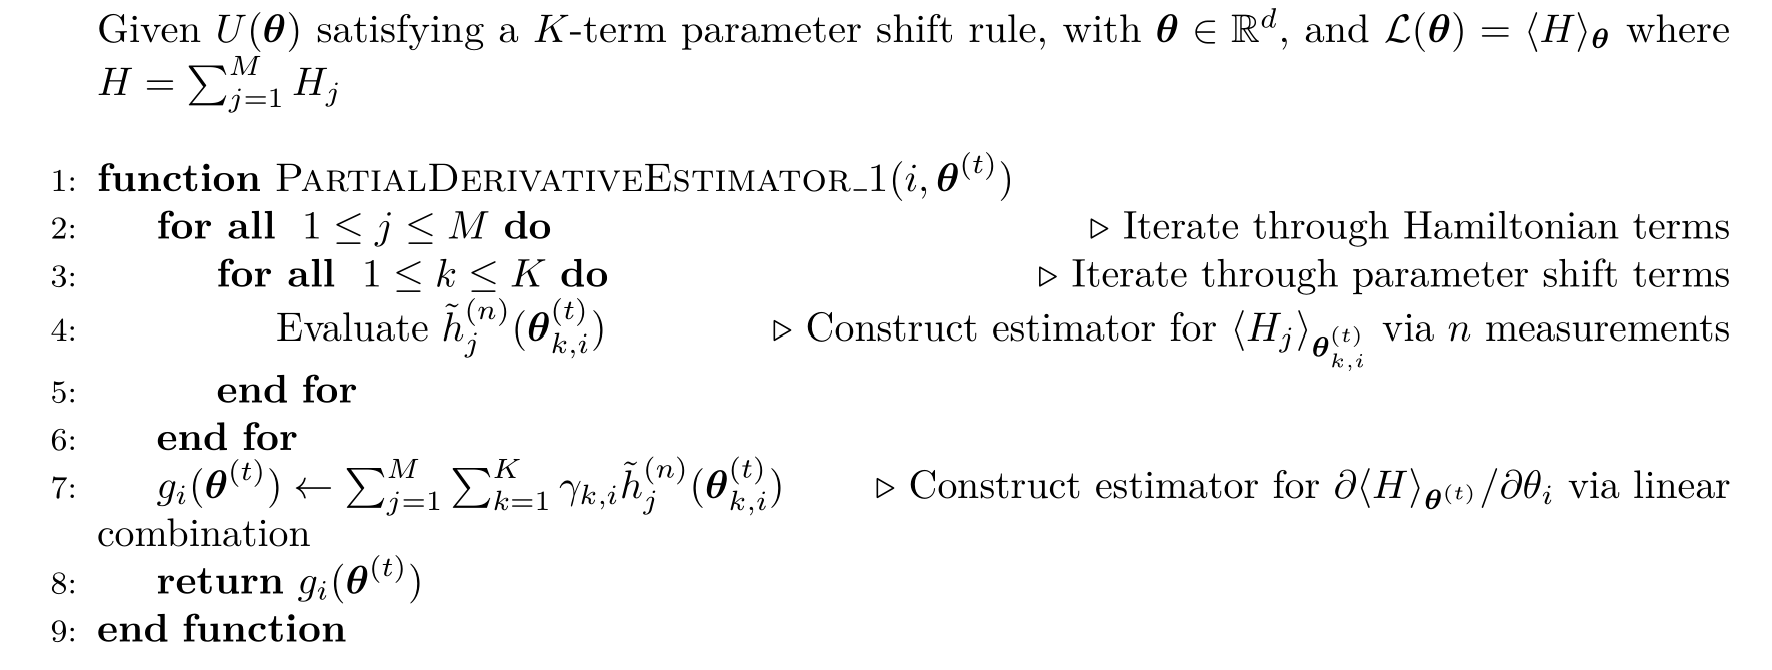 Given U(θ) satisfying a K-term parameter shift rule, with θ ∈ ℝ^d, and 𝓛(θ) = ⟨H⟩_θ where
H = ∑_{j=1}^{M} H_j
1: function PARTIALDERIVATIVEESTIMATOR_1(i, θ^{(t)})
2: for all 1 ≤ j ≤ M do ▷ Iterate through Hamiltonian terms
3: for all 1 ≤ k ≤ K do ▷ Iterate through parameter shift terms
4: Evaluate h̃_j^{(n)}(θ_{k,i}^{(t)}) ▷ Construct estimator for ⟨H_j⟩_{θ_{k,i}^{(t)}} via n measurements
5: end for
6: end for
7: g_i(θ^{(t)}) ← ∑_{j=1}^{M} ∑_{k=1}^{K} γ_{k,i} h̃_j^{(n)}(θ_{k,i}^{(t)}) ▷ Construct estimator for ∂⟨H⟩_{θ^{(t)}}/∂θ_i via linear
combination
8: return g_i(θ^{(t)})
9: end function